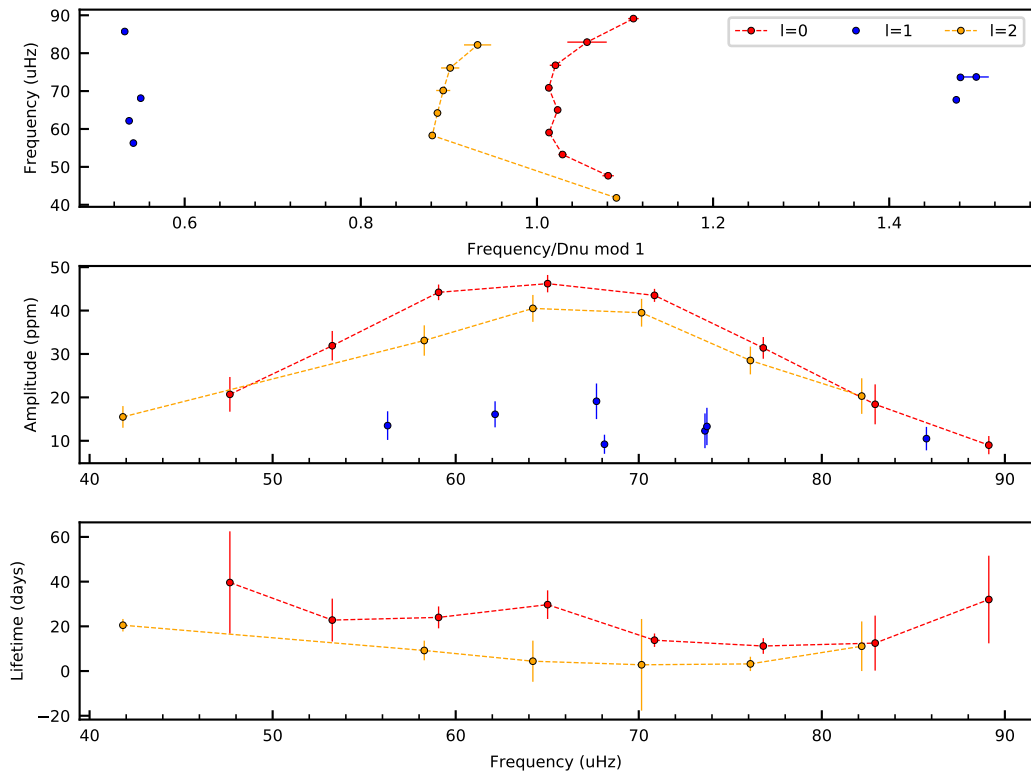 90
80
70
60
50
40
Frequency (uHz)
l=0 l=1 l=2
0.6 0.8 1.0 1.2 1.4
Frequency/Dnu mod 1
50
40
30
20
10
Amplitude (ppm)
40 50 60 70 80 90
60
40
20
0
−20
Lifetime (days)
40 50 60 70 80 90
Frequency (uHz)